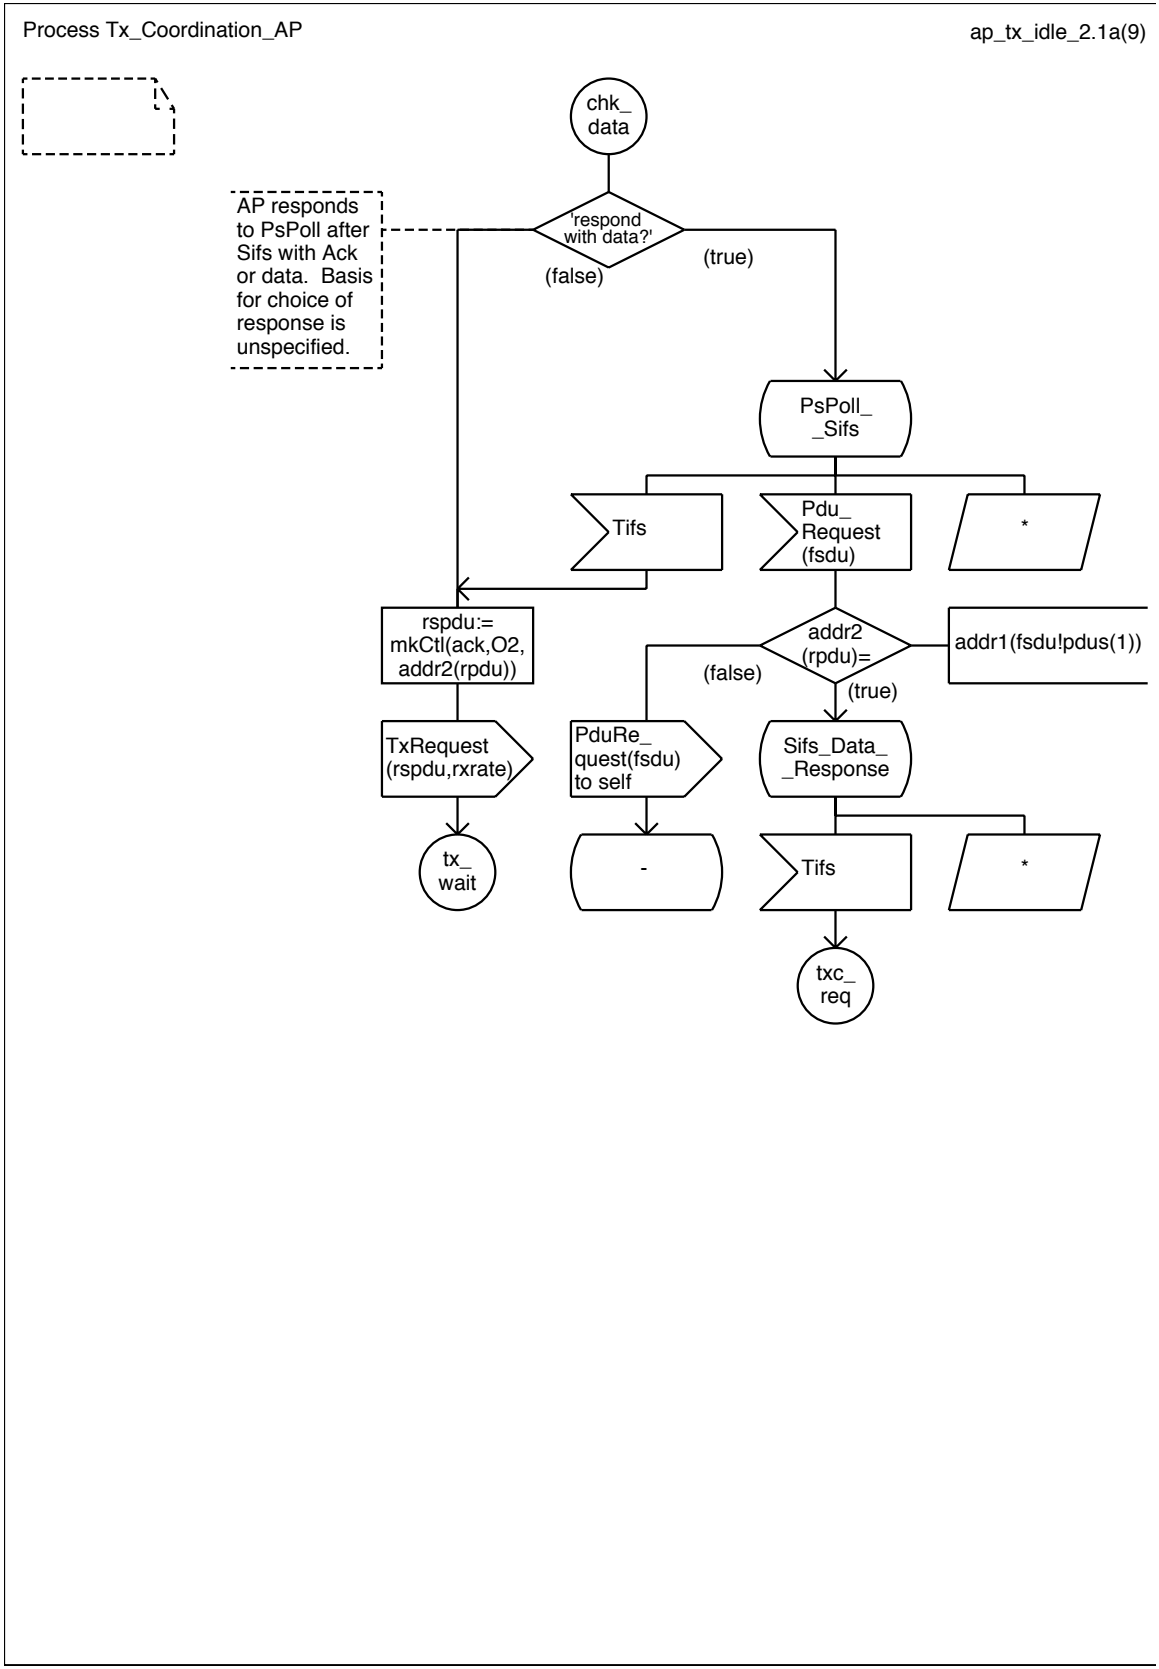 Process Tx_Coordination_AP
ap_tx_idle_2.1a(9)
chk_
data
AP responds
to PsPoll after
Sifs with Ack
or data.  Basis
for choice of
response is
unspecified.
'respond
with data?'
(false)
(true)
PsPoll_
_Sifs
Tifs
Pdu_
Request
(fsdu)
*
rspdu:=
mkCtl(ack,O2,
addr2(rpdu))
addr2
(rpdu)=
addr1(fsdu!pdus(1))
(false)
(true)
TxRequest
(rspdu,rxrate)
PduRe_
quest(fsdu)
to self
Sifs_Data_
_Response
tx_
wait
-
Tifs
*
txc_
req